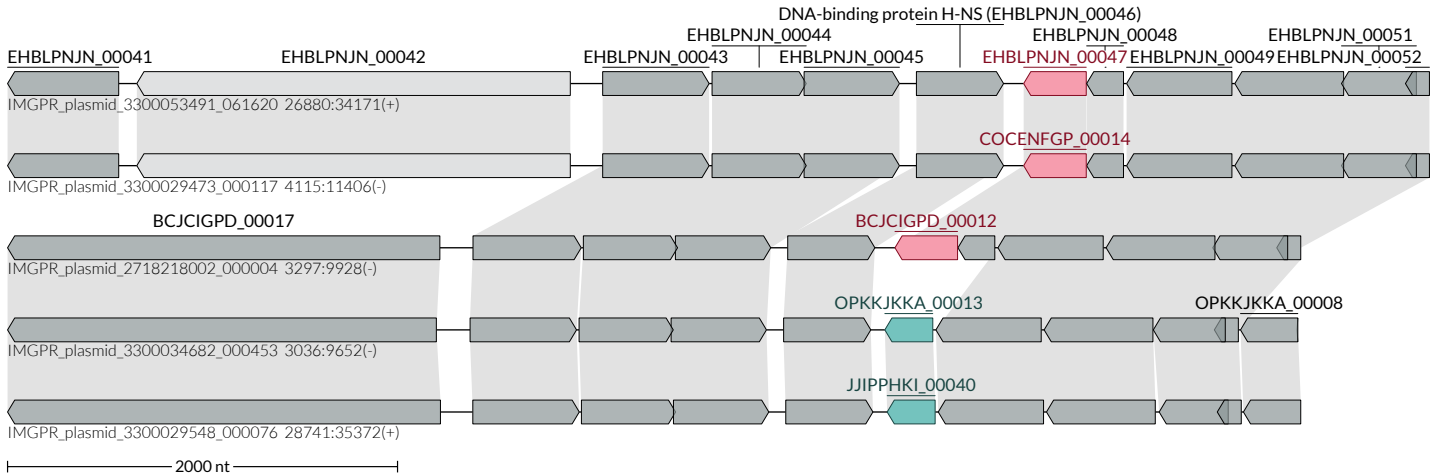 DNA-binding protein H-NS (EHBLPNJN_00046)
EHBLPNJN_00044 EHBLPNJN_00048 EHBLPNJN_00051
EHBLPNJN_00041 EHBLPNJN_00042 EHBLPNJN_00043 EHBLPNJN_00045 EHBLPNJN_00047 EHBLPNJN_00049 EHBLPNJN_00052
IMGPR_plasmid_3300053491_061620 26880:34171(+)
COCENFGP_00014
IMGPR_plasmid_3300029473_000117 4115:11406(-)
BCJCIGPD_00017 BCJCIGPD_00012
IMGPR_plasmid_2718218002_000004 3297:9928(-)
OPKKJKKA_00013 OPKKJKKA_00008
IMGPR_plasmid_3300034682_000453 3036:9652(-)
JJIPPHKI_00040
IMGPR_plasmid_3300029548_000076 28741:35372(+)
2000 nt